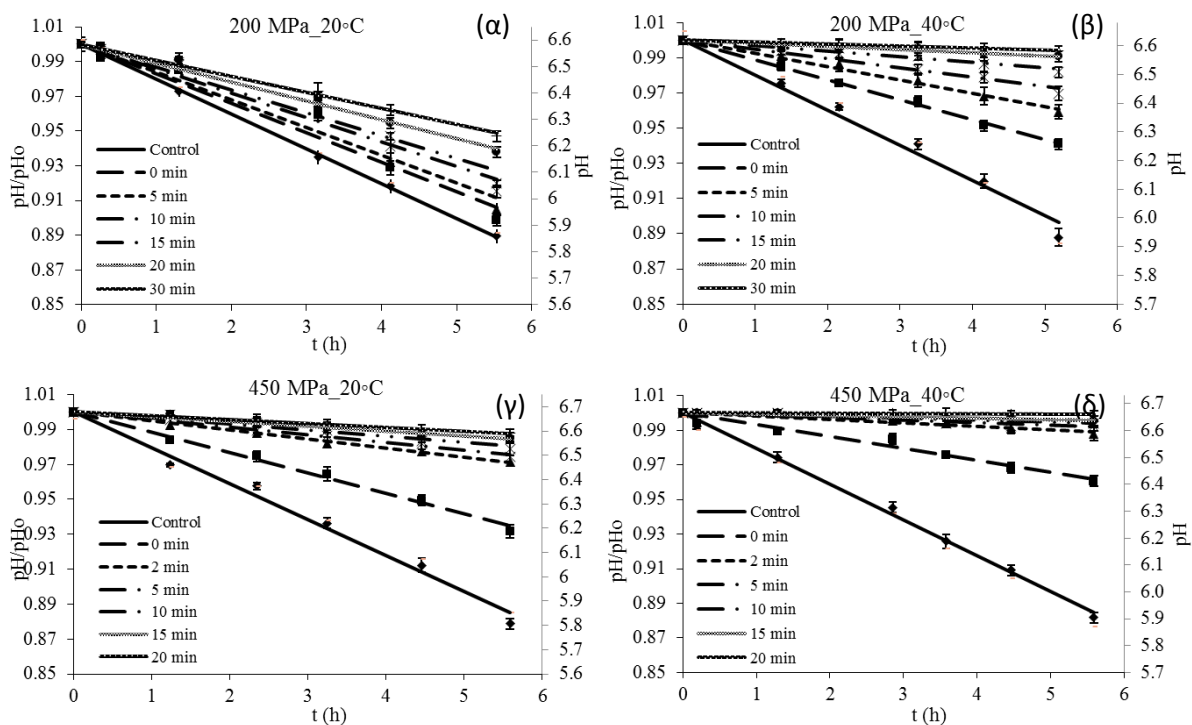 200 MPa_20°C
(α)
pH/pHo
1.01
0.99
0.97
0.95
0.93
0.91
0.89
0.87
0.85
Control
0 min
5 min
10 min
15 min
20 min
30 min
6.6
6.5
6.4
6.3
6.2
6.1
6
5.9
5.8
5.7
5.6
pH
0 1 2 3 4 5 6
t (h)
200 MPa_40°C
(β)
pH/pHo
1.01
0.99
0.97
0.95
0.93
0.91
0.89
0.87
0.85
Control
0 min
5 min
10 min
15 min
20 min
30 min
6.6
6.5
6.4
6.3
6.2
6.1
6.0
5.9
5.8
5.7
pH
0 1 2 3 4 5 6
t (h)
450 MPa_20°C
(γ)
pH/pHo
1.01
0.99
0.97
0.95
0.93
0.91
0.89
0.87
0.85
Control
0 min
2 min
5 min
10 min
15 min
20 min
6.7
6.6
6.5
6.4
6.3
6.2
6.1
6
5.9
5.8
5.7
5.6
pH
0 1 2 3 4 5 6
t (h)
450 MPa_40°C
(δ)
pH/pHo
1.01
0.99
0.97
0.95
0.93
0.91
0.89
0.87
0.85
Control
0 min
2 min
5 min
10 min
15 min
20 min
6.7
6.6
6.5
6.4
6.3
6.2
6.1
6.0
5.9
5.8
5.7
pH
0 1 2 3 4 5 6
t (h)